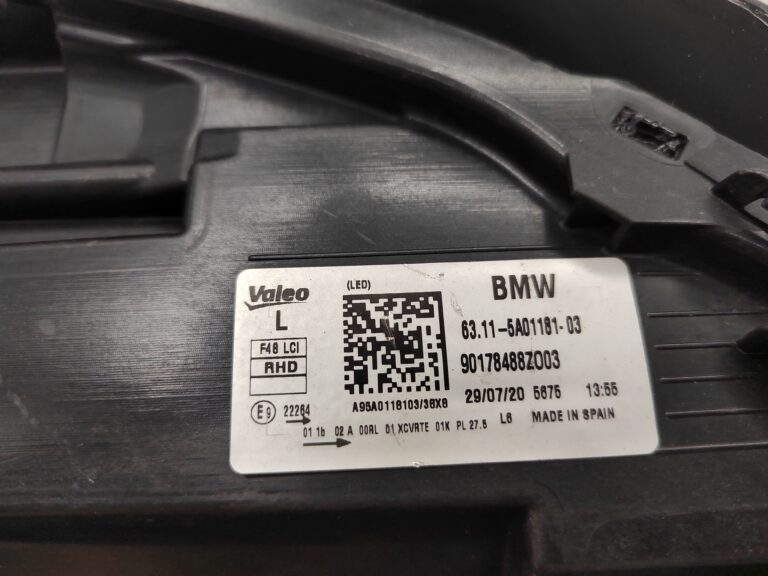 Valeo
L
F48 LCI
RHD
E9 22264
(LED)
A95A0118103/36X8
BMW
63.11-5A01181-03
90178488Z003
29/07/20 5675 13:55
01 1b 02 A 00RL 01 XCVRTE 01K PL 27.5 L6 MADE IN SPAIN